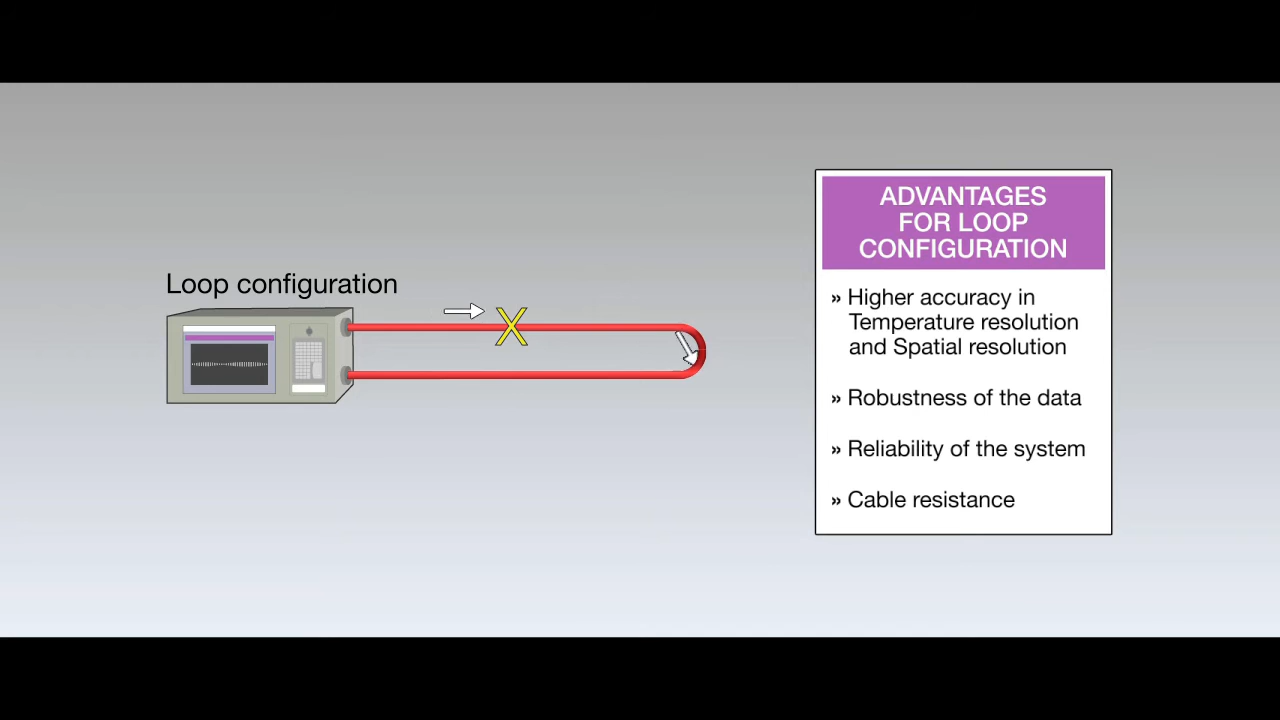 Loop configuration
X
ADVANTAGES
FOR LOOP
CONFIGURATION
» Higher accuracy in
Temperature resolution
and Spatial resolution
» Robustness of the data
» Reliability of the system
» Cable resistance